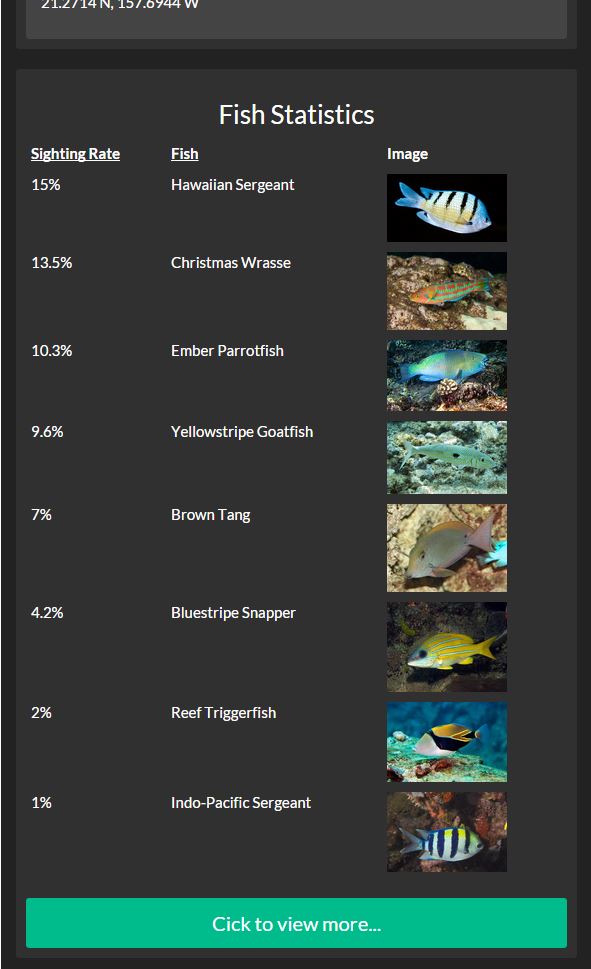 21.2714 N, 157.6944 W
Fish Statistics
Sighting Rate Fish Image
15% Hawaiian Sergeant
13.5% Christmas Wrasse
10.3% Ember Parrotfish
9.6% Yellowstripe Goatfish
7% Brown Tang
4.2% Bluestripe Snapper
2% Reef Triggerfish
1% Indo-Pacific Sergeant
Cick to view more...